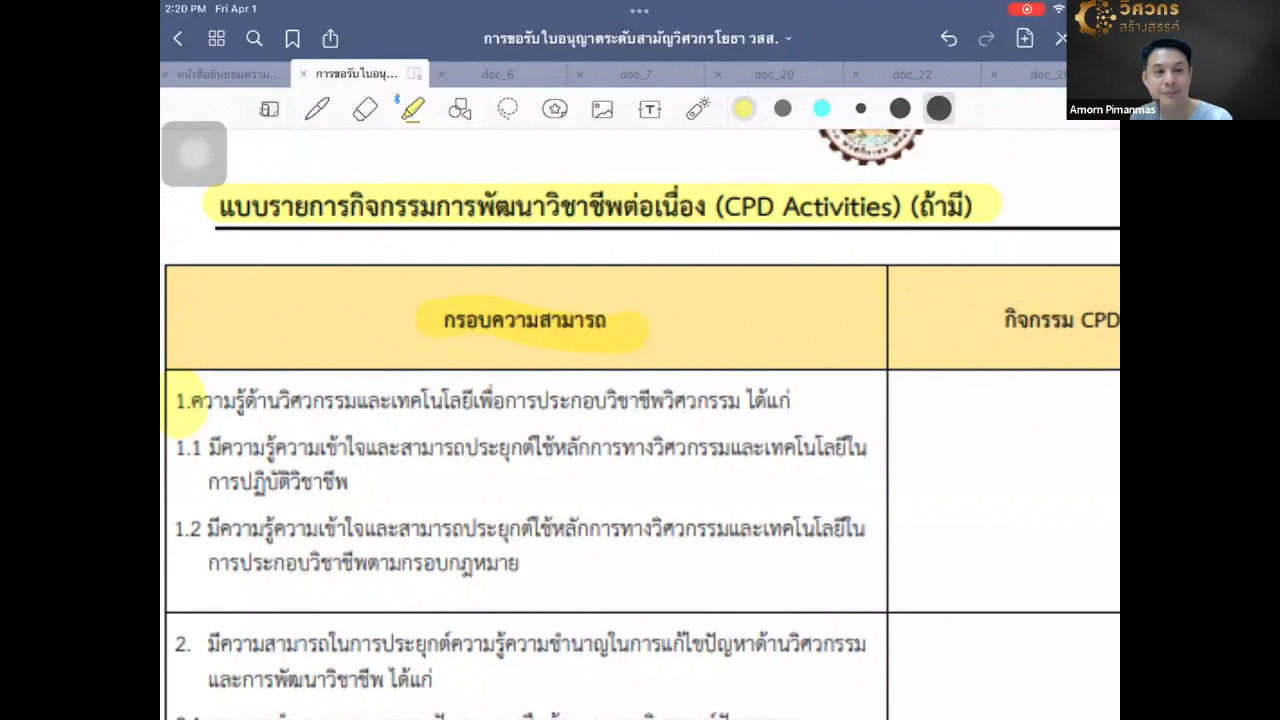 2:20 PM Fri Apr 1
วิศวกร
สร้างสรรค์
การขอรับใบอนุญาตระดับสามัญวิศวกรโยธา วสส.
หนังสือยินยอมความ...
การขอรับใบอนุ...
doc_6
doc_7
doc_20
doc_22
Amorn Pimanmas
แบบรายการกิจกรรมการพัฒนาวิชาชีพต่อเนื่อง (CPD Activities) (ถ้ามี)
กรอบความสามารถ
กิจกรรม CPD
1.ความรู้ด้านวิศวกรรมและเทคโนโลยีเพื่อการประกอบวิชาชีพวิศวกรรม ได้แก่
1.1 มีความรู้ความเข้าใจและสามารถประยุกต์ใช้หลักการทางวิศวกรรมและเทคโนโลยีใน
การปฏิบัติวิชาชีพ
1.2 มีความรู้ความเข้าใจและสามารถประยุกต์ใช้หลักการทางวิศวกรรมและเทคโนโลยีใน
การประกอบวิชาชีพตามกรอบกฎหมาย
2. มีความสามารถในการประยุกต์ความรู้ความชำนาญในการแก้ไขปัญหาด้านวิศวกรรม
และการพัฒนาวิชาชีพ ได้แก่